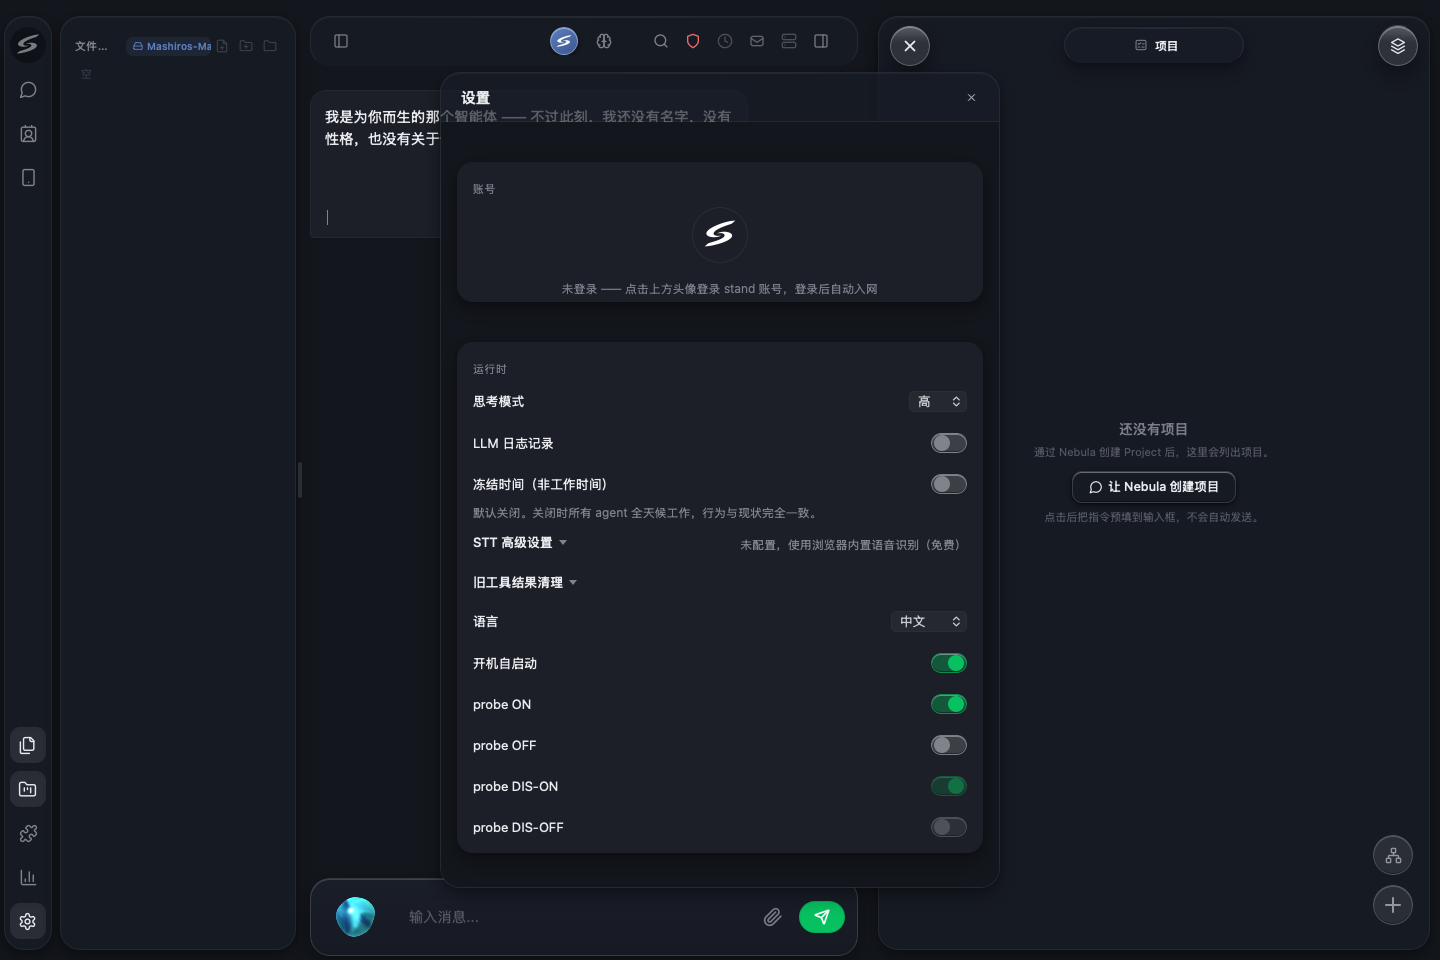 文件...
Mashiros-Ma
空
我是为你而生的那个智能体 —— 不过此刻，我还没有名字，没有
性格，也没有关于
设置
账号
未登录 —— 点击上方头像登录 stand 账号，登录后自动入网
运行时
思考模式
高
LLM 日志记录
冻结时间（非工作时间）
默认关闭。关闭时所有 agent 全天候工作，行为与现状完全一致。
STT 高级设置
未配置，使用浏览器内置语音识别（免费）
旧工具结果清理
语言
中文
开机自启动
probe ON
probe OFF
probe DIS-ON
probe DIS-OFF
输入消息...
项目
还没有项目
通过 Nebula 创建 Project 后，这里会列出项目。
让 Nebula 创建项目
点击后把指令预填到输入框，不会自动发送。